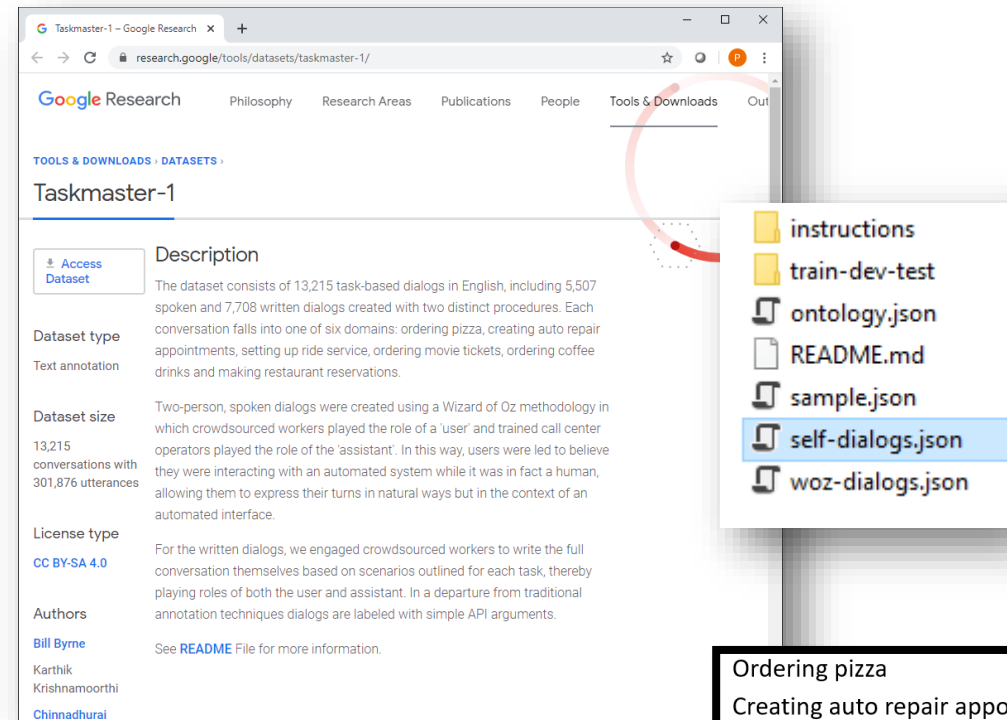 Taskmaster-1 – Google Research
research.google/tools/datasets/taskmaster-1/
P
Google Research
Philosophy
Research Areas
Publications
People
Tools & Downloads
Out
TOOLS & DOWNLOADS › DATASETS ›
Taskmaster-1
Access
Dataset
Dataset type
Text annotation
Dataset size
13,215
conversations with
301,876 utterances
License type
CC BY-SA 4.0
Authors
Bill Byrne
Karthik
Krishnamoorthi
Chinnadhurai
Description
The dataset consists of 13,215 task-based dialogs in English, including 5,507
spoken and 7,708 written dialogs created with two distinct procedures. Each
conversation falls into one of six domains: ordering pizza, creating auto repair
appointments, setting up ride service, ordering movie tickets, ordering coffee
drinks and making restaurant reservations.
Two-person, spoken dialogs were created using a Wizard of Oz methodology in
which crowdsourced workers played the role of a 'user' and trained call center
operators played the role of the 'assistant'. In this way, users were led to believe
they were interacting with an automated system while it was in fact a human,
allowing them to express their turns in natural ways but in the context of an
automated interface.
For the written dialogs, we engaged crowdsourced workers to write the full
conversation themselves based on scenarios outlined for each task, thereby
playing roles of both the user and assistant. In a departure from traditional
annotation techniques dialogs are labeled with simple API arguments.
See README File for more information.
instructions
train-dev-test
ontology.json
README.md
sample.json
self-dialogs.json
woz-dialogs.json
Ordering pizza
Creating auto repair appo